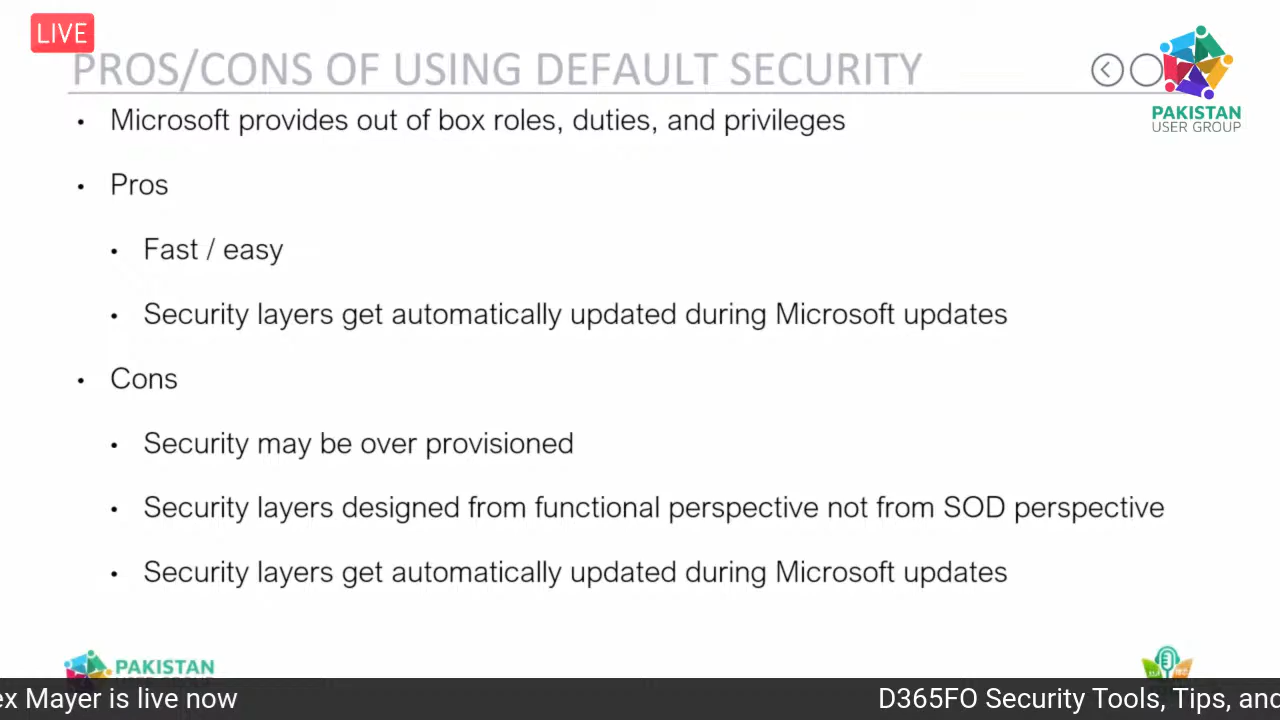 LIVE
PROS/CONS OF USING DEFAULT SECURITY
PAKISTAN
USER GROUP
• Microsoft provides out of box roles, duties, and privileges
• Pros
• Fast / easy
• Security layers get automatically updated during Microsoft updates
• Cons
• Security may be over provisioned
• Security layers designed from functional perspective not from SOD perspective
• Security layers get automatically updated during Microsoft updates
PAKISTAN
ex Mayer is live now
D365FO Security Tools, Tips, and